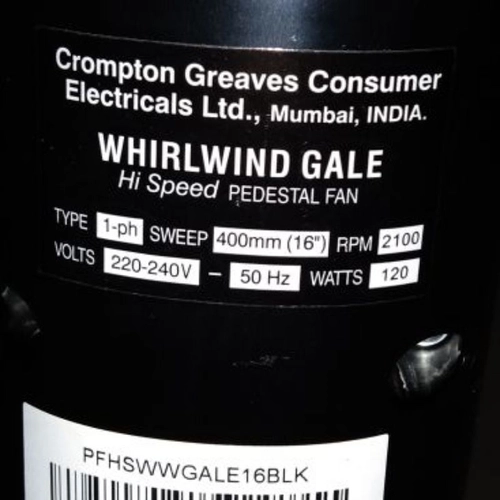 Crompton Greaves Consumer
Electricals Ltd., Mumbai, INDIA.
WHIRLWIND GALE
Hi Speed PEDESTAL FAN
TYPE 1-ph SWEEP 400mm (16") RPM 2100
VOLTS 220-240V – 50 Hz WATTS 120
PFHSWWGALE16BLK